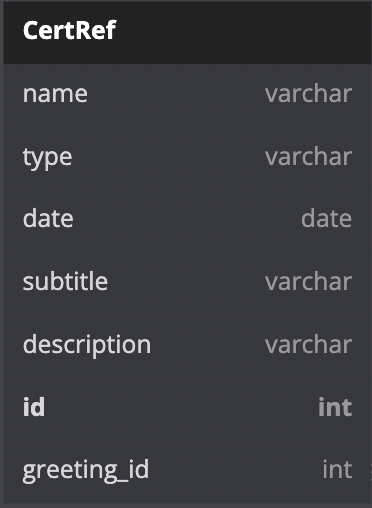 CertRef
name varchar
type varchar
date date
subtitle varchar
description varchar
id int
greeting_id int